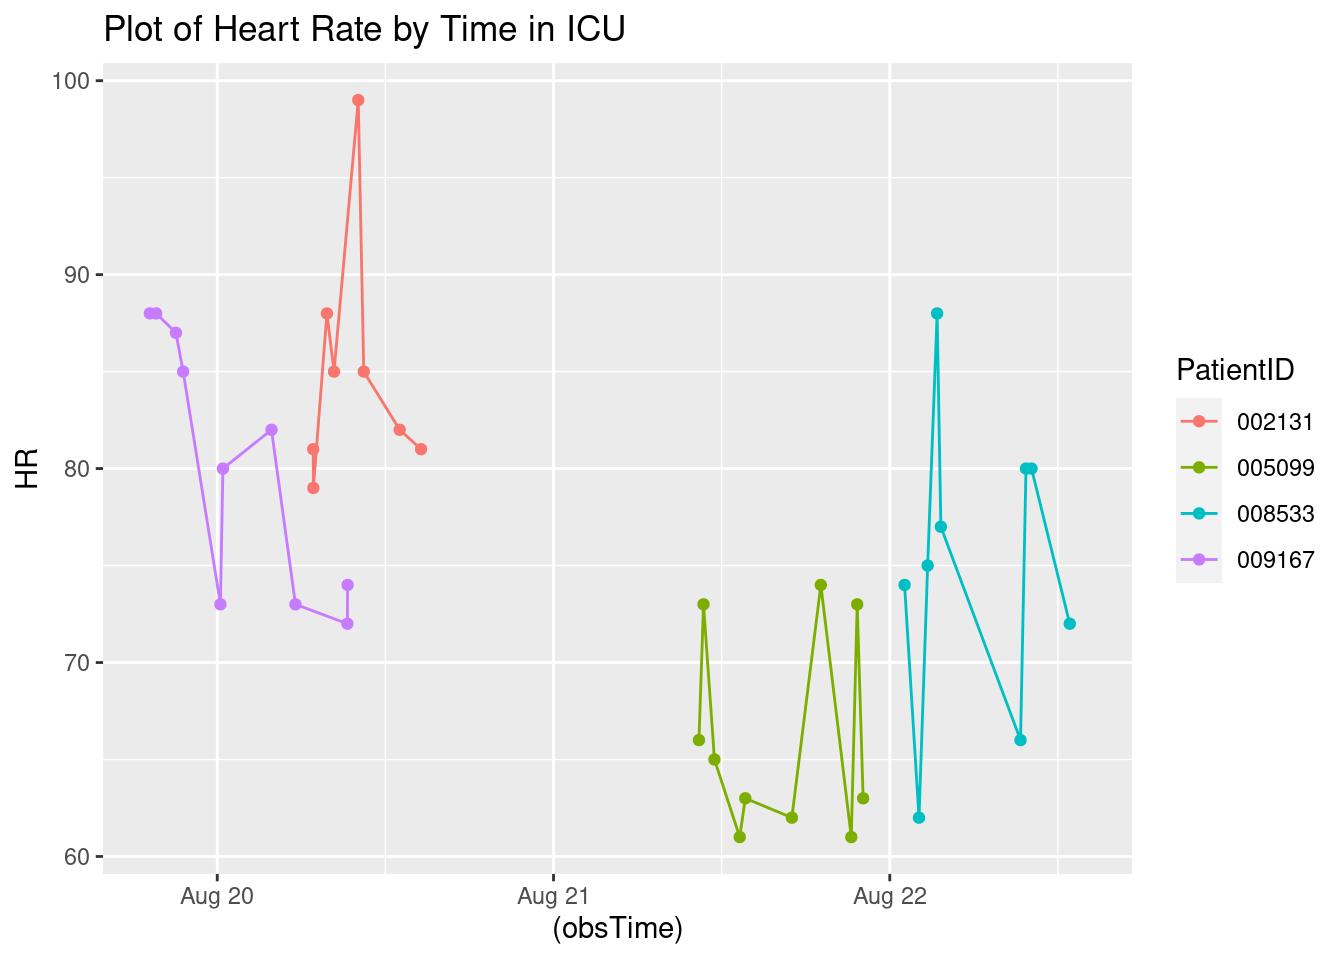 Plot of Heart Rate by Time in ICU
100
90
80
70
60
HR
Aug 20
Aug 21
Aug 22
(obsTime)
PatientID
002131
005099
008533
009167